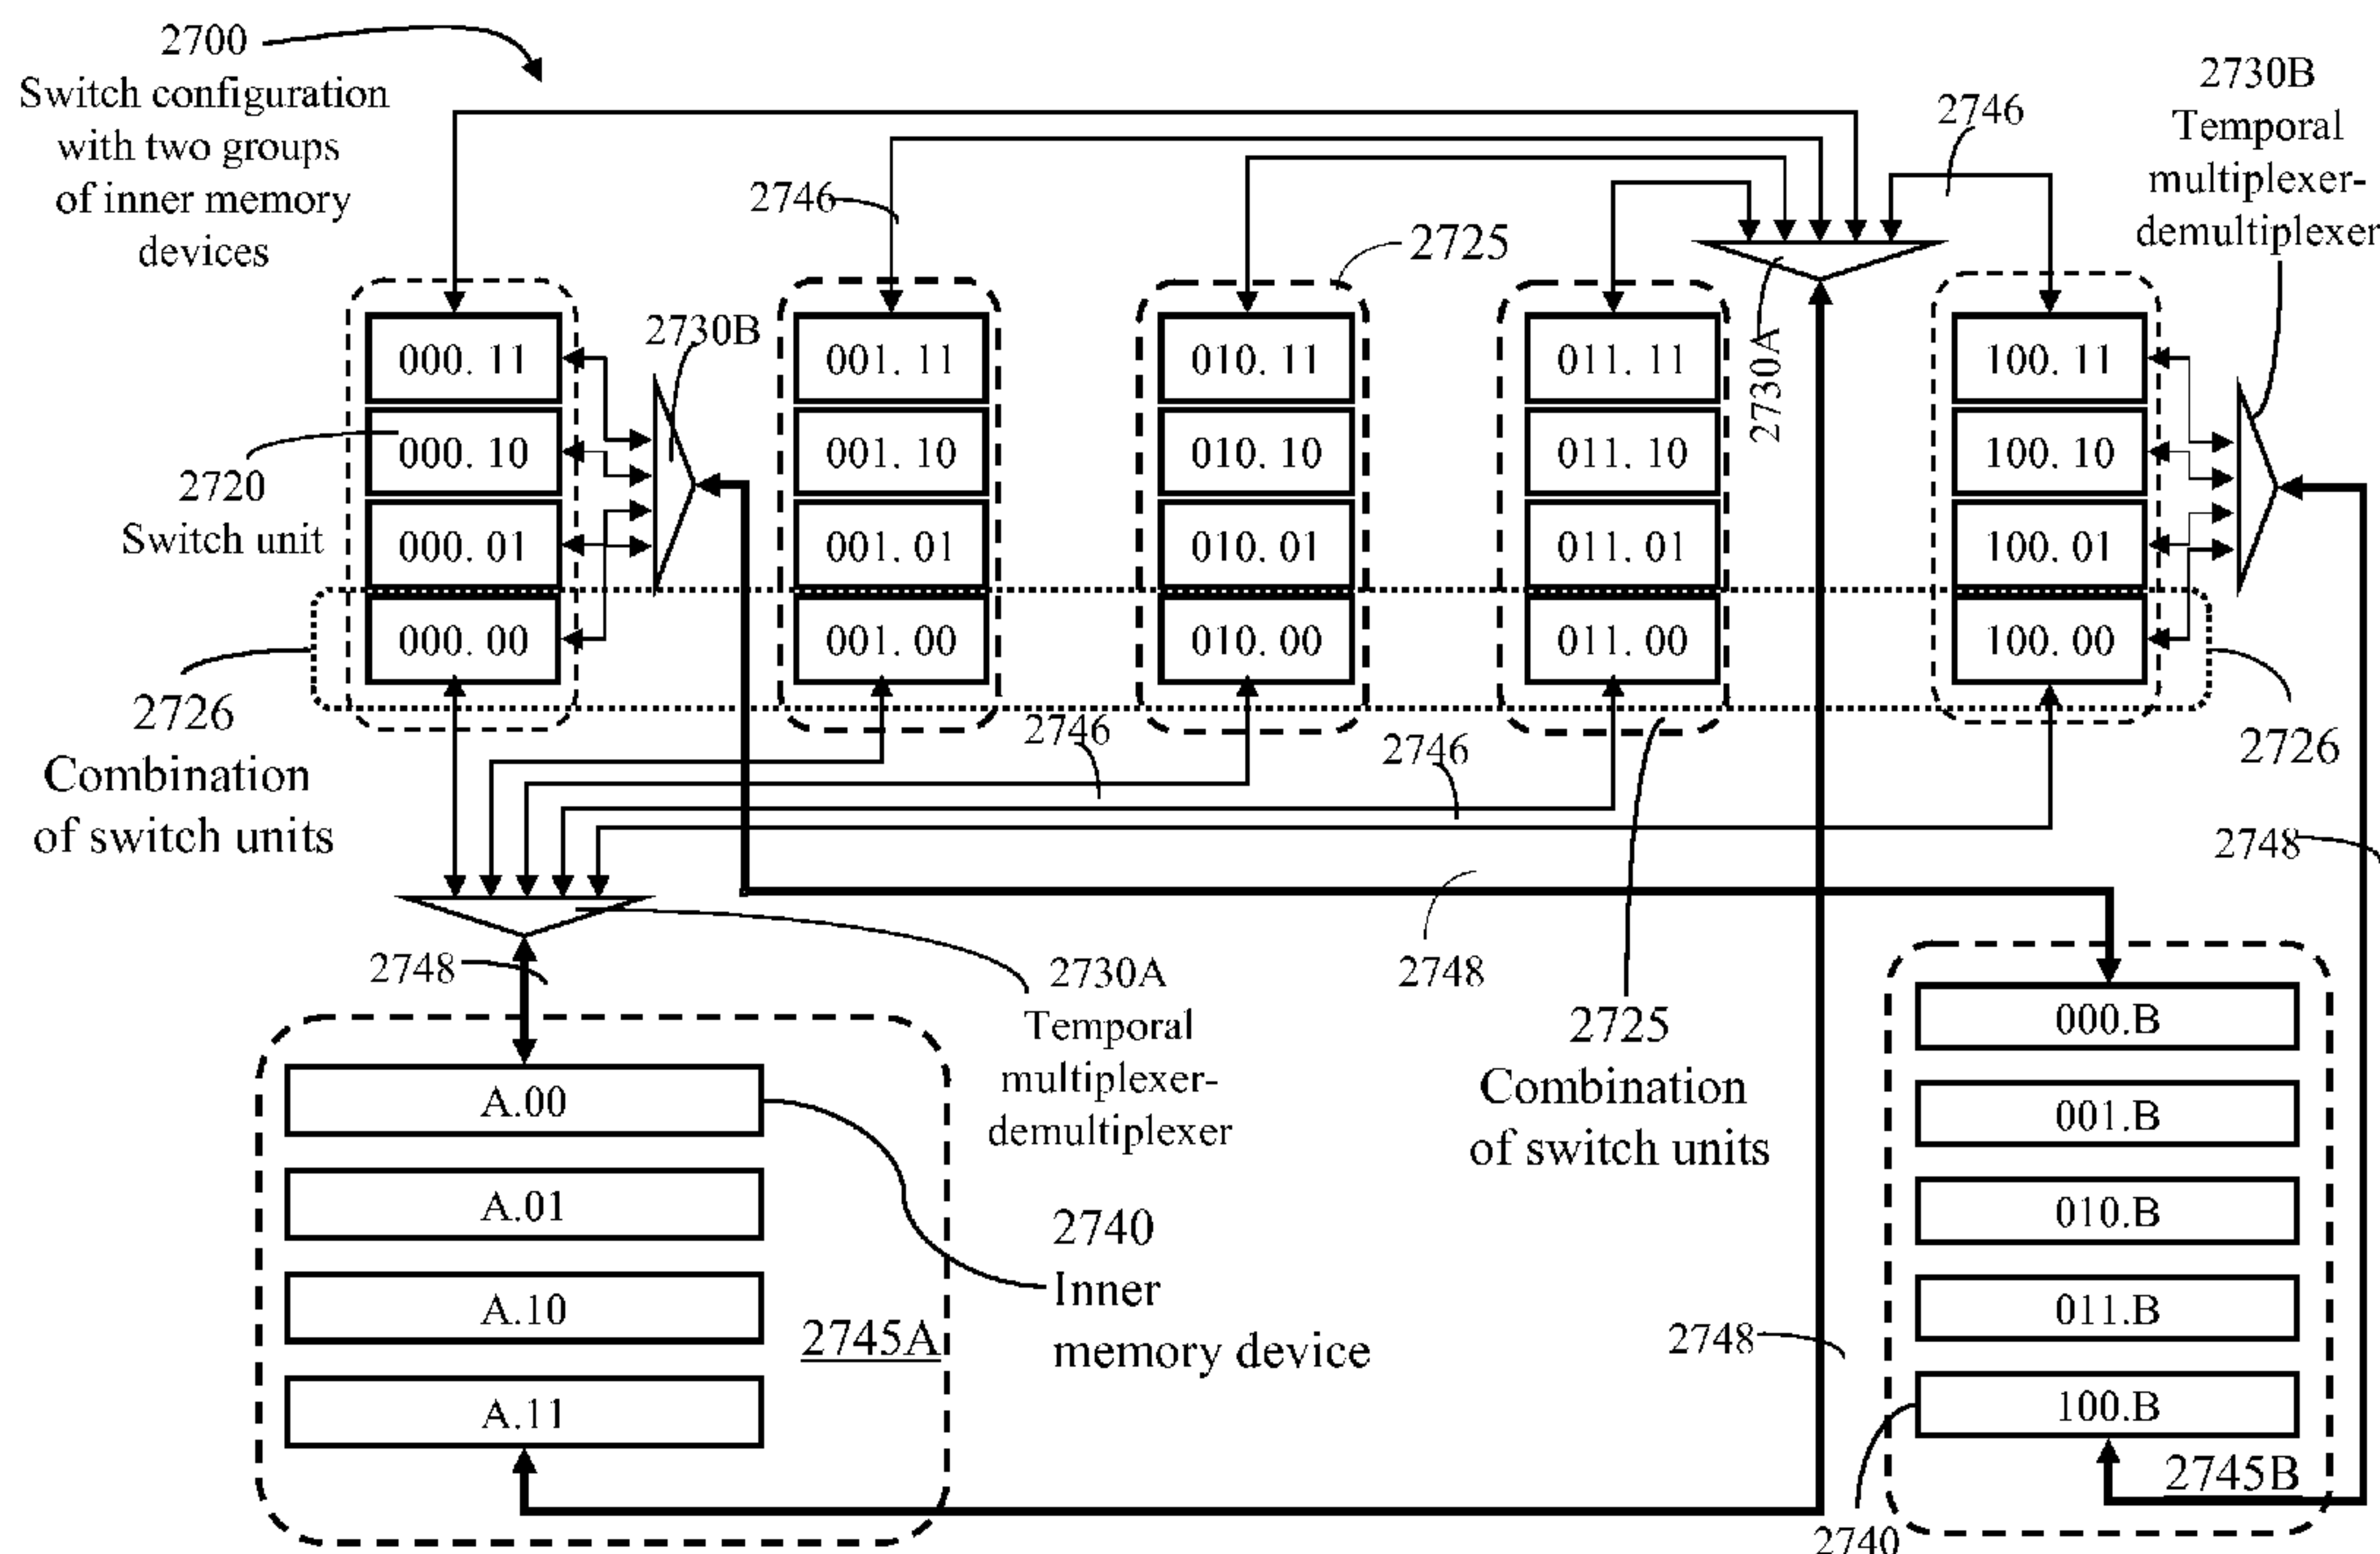 2700
Switch configuration
with two groups
of inner memory
devices
2746
2725
2746
2730B
Temporal
multiplexer-
demultiplexer
2730B
2730A
000. 11
001. 11
010. 11
011. 11
100. 11
000. 10
001. 10
010. 10
011. 10
100. 10
2720
Switch unit
000. 01
001. 01
010. 01
011. 01
100. 01
000. 00
001. 00
010. 00
011. 00
100. 00
2726
Combination
of switch units
2746
2746
2726
2748
2748
2748
2730A
Temporal
multiplexer-
demultiplexer
2725
Combination
of switch units
A.00
A.01
A.10
A.11
2745A
2740
Inner
memory device
2748
000.B
001.B
010.B
011.B
100.B
2745B
2740